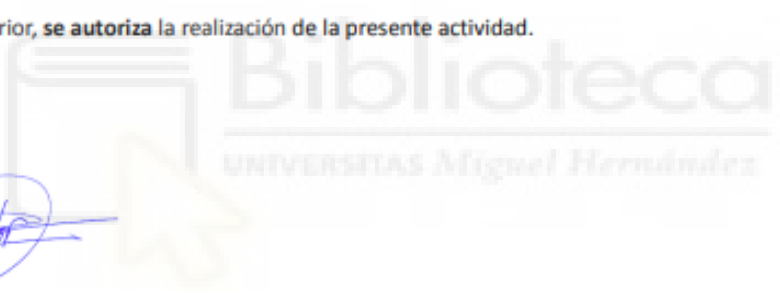 rior, se autoriza la realización de la presente actividad.
Biblioteca
UNIVERSITAS Miguel Hernández